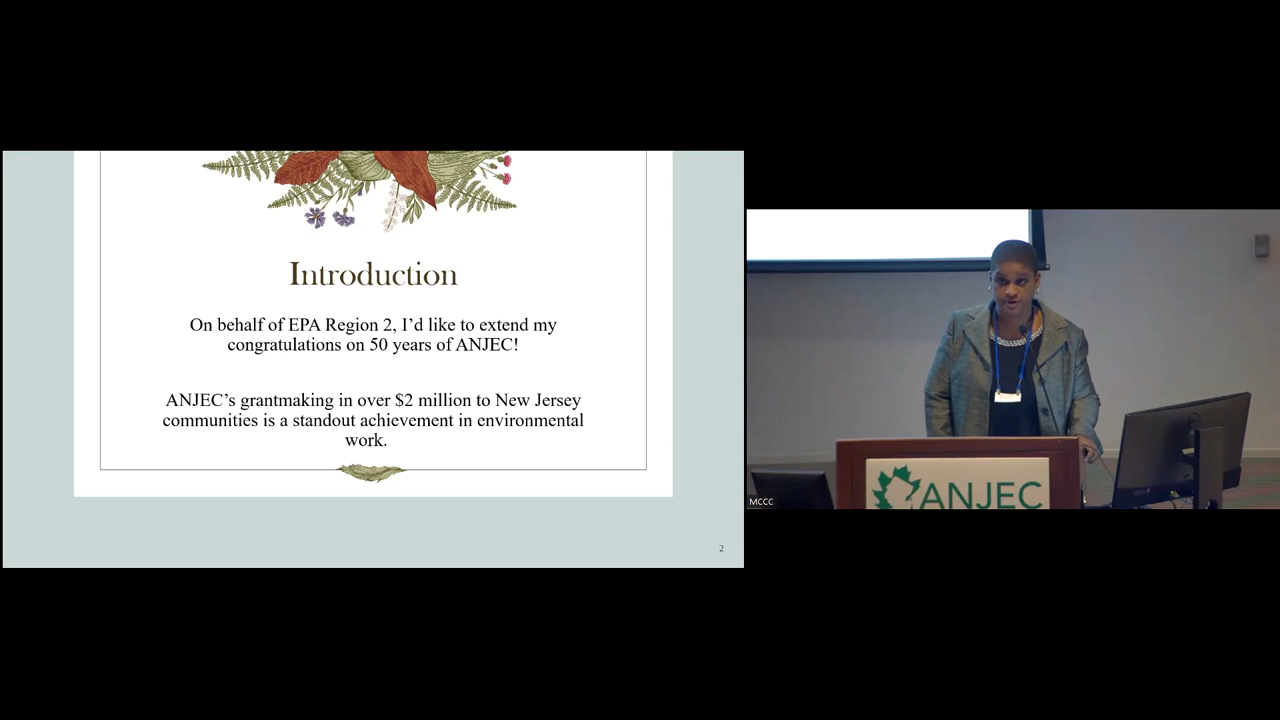 Introduction
On behalf of EPA Region 2, I’d like to extend my
congratulations on 50 years of ANJEC!
ANJEC’s grantmaking in over $2 million to New Jersey
communities is a standout achievement in environmental
work.
2
MCCC
ANJEC